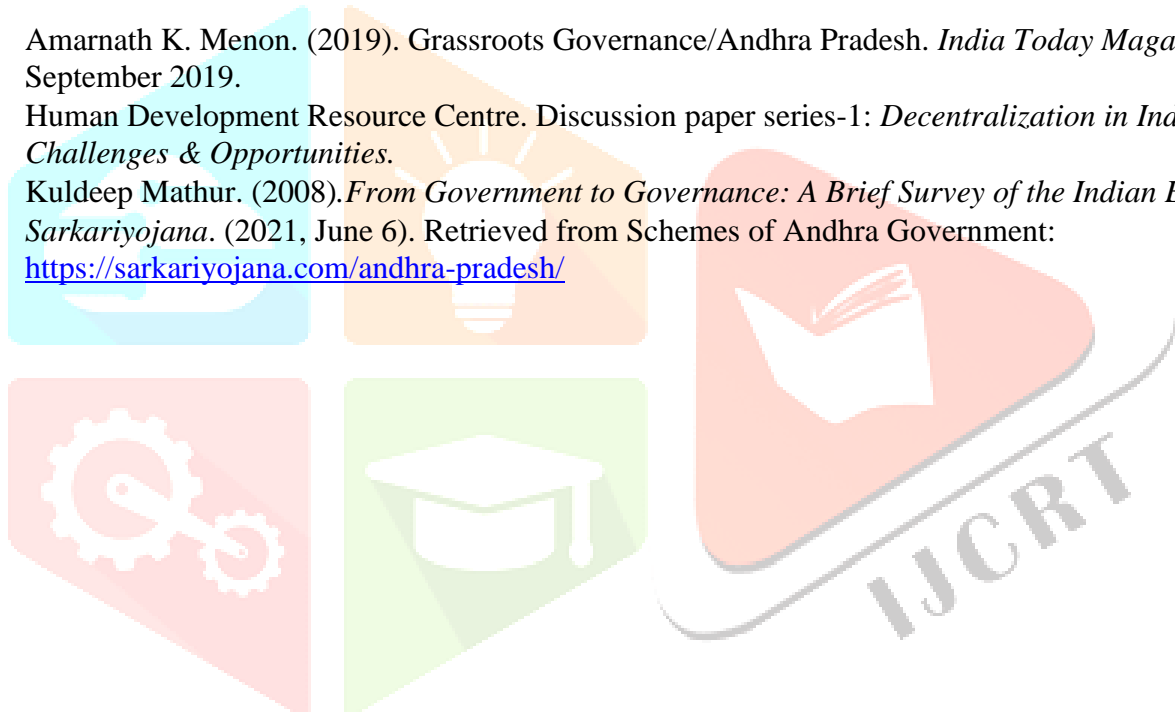 Amarnath K. Menon. (2019). Grassroots Governance/Andhra Pradesh. India Today Maga
September 2019.
Human Development Resource Centre. Discussion paper series-1: Decentralization in Ind
Challenges & Opportunities.
Kuldeep Mathur. (2008).From Government to Governance: A Brief Survey of the Indian E
Sarkariyojana. (2021, June 6). Retrieved from Schemes of Andhra Government:
https://sarkariyojana.com/andhra-pradesh/
IJCRT